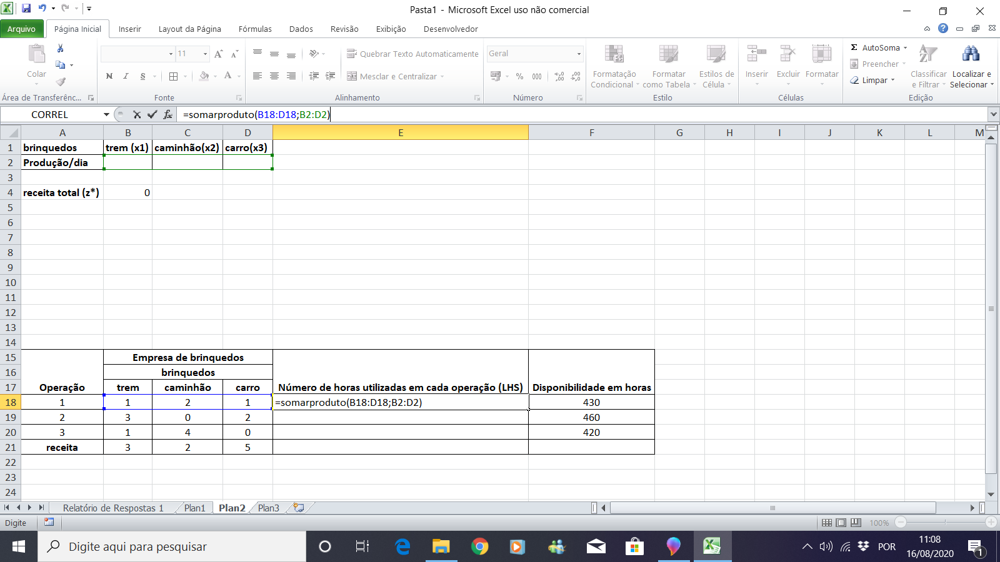 Pasta1 - Microsoft Excel uso não comercial
Arquivo Página Inicial Inserir Layout da Página Fórmulas Dados Revisão Exibição Desenvolvedor
Colar
Área de Transferênc...
11
N I S
A
Fonte
Quebrar Texto Automaticamente
Mesclar e Centralizar
Alinhamento
Geral
% 000
Número
Formatação Condicional
Formatar como Tabela
Estilos de Célula
Estilo
Inserir Excluir Formatar
Células
Σ AutoSoma
Preencher
Limpar
Classificar e Filtrar
Localizar e Selecionar
Edição
CORREL fx =somarproduto(B18:D18;B2:D2)
A B C D E F G H I J K L M
1 brinquedos trem (x1) caminhão(x2) carro(x3)
2 Produção/dia
3
4 receita total (z*) 0
5
6
7
8
9
10
11
12
13
14
15 Empresa de brinquedos
16 brinquedos
17 Operação trem caminhão carro Número de horas utilizadas em cada operação (LHS) Disponibilidade em horas
18 1 1 2 1 =somarproduto(B18:D18;B2:D2) 430
19 2 3 0 2 460
20 3 1 4 0 420
21 receita 3 2 5
22
23
24
Relatório de Respostas 1 Plan1 Plan2 Plan3
Digite 100%
Digite aqui para pesquisar
POR
11:08
16/08/2020
1